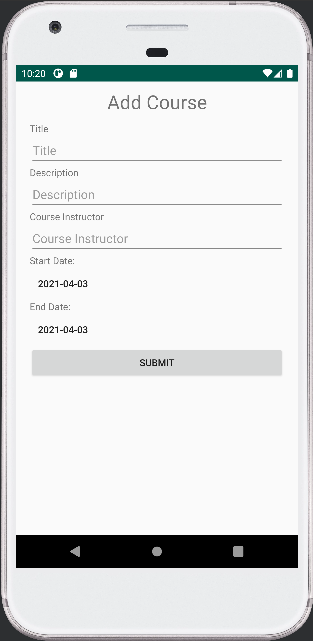 10:20
Add Course
Title
Title
Description
Description
Course Instructor
Course Instructor
Start Date:
2021-04-03
End Date:
2021-04-03
SUBMIT